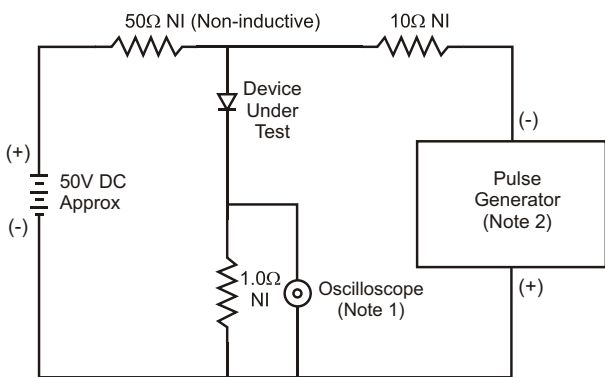 50Ω NI (Non-inductive)
10Ω NI
Device
Under
Test
(-)
(+)
50V DC
Approx
(-)
Pulse
Generator
(Note 2)
1.0Ω
NI
Oscilloscope
(Note 1)
(+)